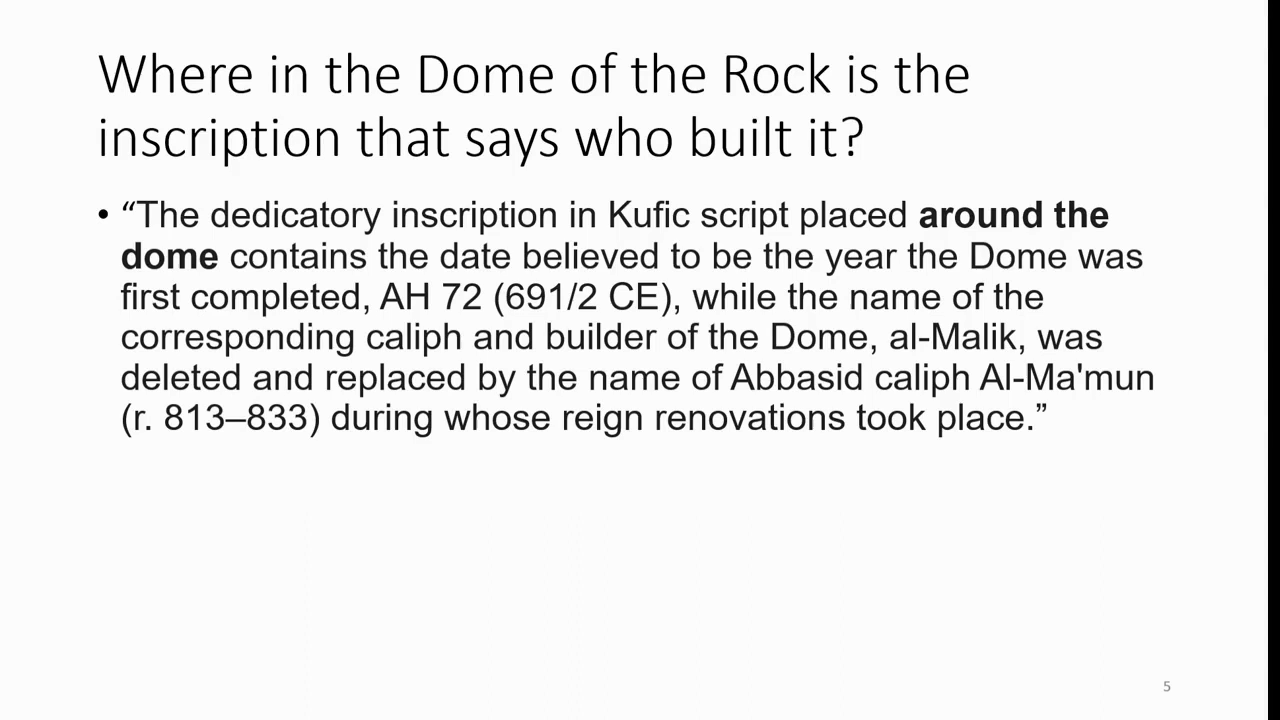 Where in the Dome of the Rock is the
inscription that says who built it?
• “The dedicatory inscription in Kufic script placed around the
dome contains the date believed to be the year the Dome was
first completed, AH 72 (691/2 CE), while the name of the
corresponding caliph and builder of the Dome, al-Malik, was
deleted and replaced by the name of Abbasid caliph Al-Ma'mun
(r. 813–833) during whose reign renovations took place.”
5